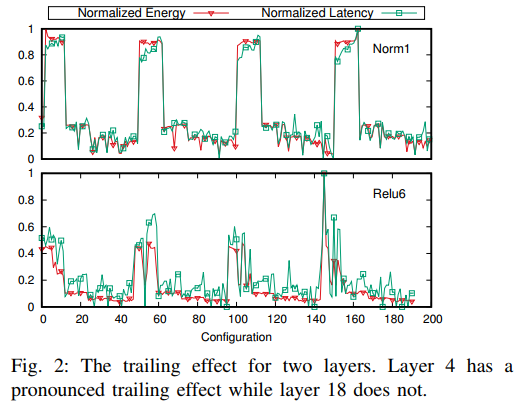 Normalized Energy Normalized Latency
1
0.8
0.6
0.4
0.2
0
Norm1
1
0.8
0.6
0.4
0.2
0
Relu6
0 20 40 60 80 100 120 140 160 180 200
Configuration
Fig. 2: The trailing effect for two layers. Layer 4 has a
pronounced trailing effect while layer 18 does not.